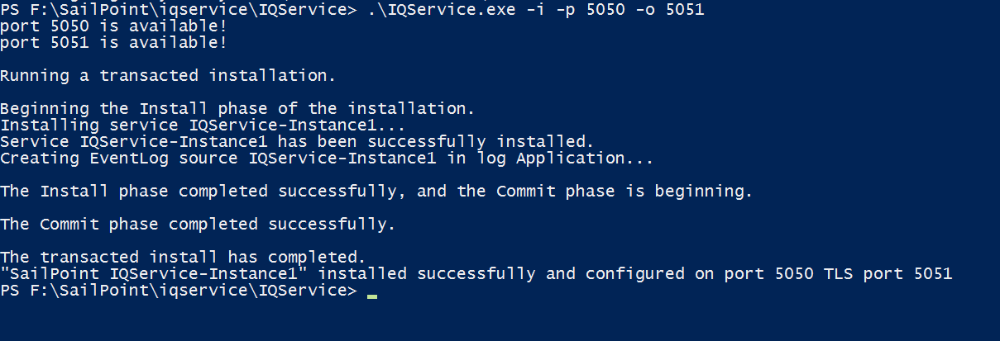 PS F:\SailPoint\iqservice\IQService> .\IQService.exe -i -p 5050 -o 5051
port 5050 is available!
port 5051 is available!
Running a transacted installation.
Beginning the Install phase of the installation.
Installing service IQService-Instance1...
Service IQService-Instance1 has been successfully installed.
Creating EventLog source IQService-Instance1 in log Application...
The Install phase completed successfully, and the Commit phase is beginning.
The Commit phase completed successfully.
The transacted install has completed.
"SailPoint IQService-Instance1" installed successfully and configured on port 5050 TLS port 5051
PS F:\SailPoint\iqservice\IQService>